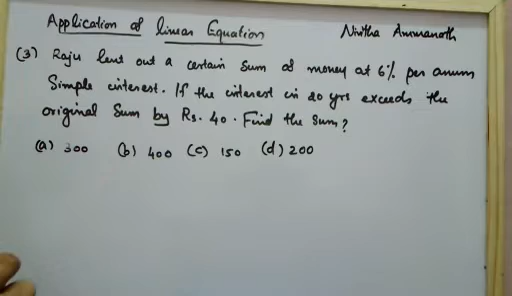 Application of linear Equation
Nivitha Ammanath
(3) Raju lent out a certain Sum of money at 6% per anum
Simple interest. If the interest in 20 yrs exceeds the
original Sum by Rs. 40. Find the Sum?
(a) 300 (b) 400 (c) 150 (d) 200